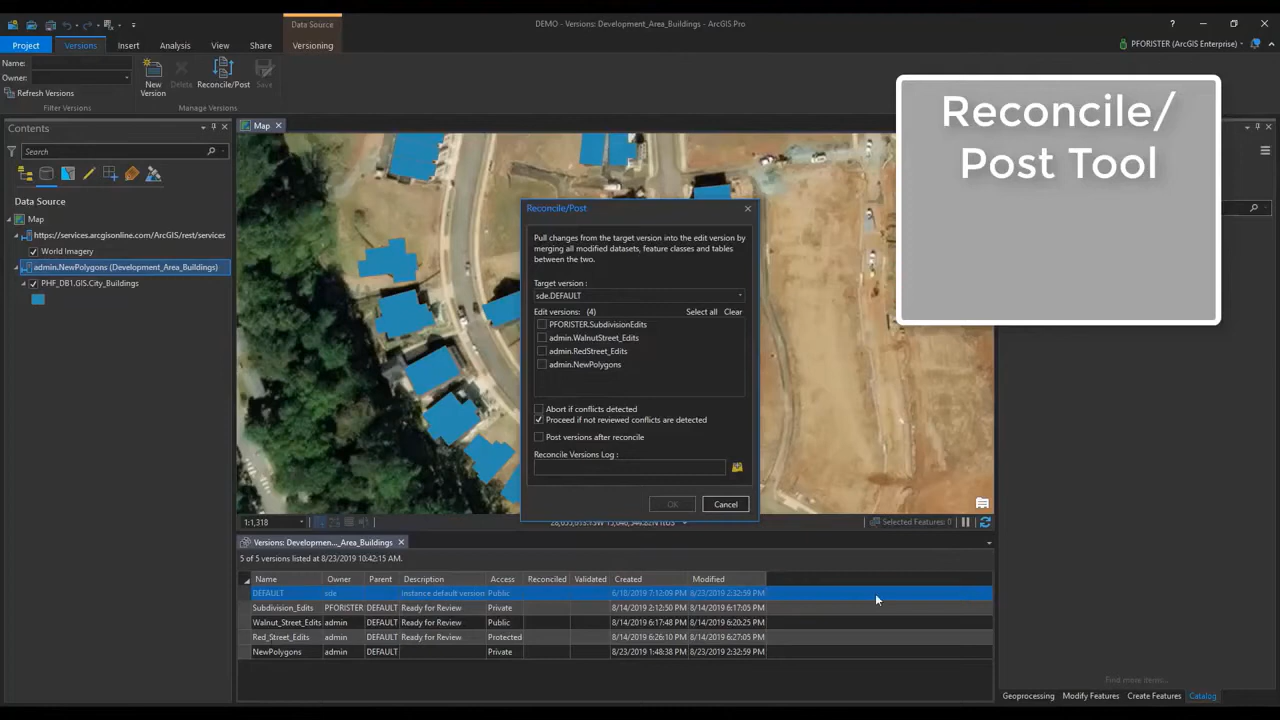 Data Source
DEMO - Versions: Development_Area_Buildings - ArcGIS Pro
?
Project
Versions
Insert
Analysis
View
Share
Versioning
PFORISTER (ArcGIS Enterprise)
Name:
Owner:
Refresh Versions
Filter Versions
New
Version
Delete
Reconcile/Post
Save
Manage Versions
Reconcile/
Post Tool
Contents
Search
Data Source
Map
https://services.arcgisonline.com/ArcGIS/rest/services
World Imagery
admin.NewPolygons (Development_Area_Buildings)
PHF_DB1.GIS.City_Buildings
Map
Reconcile/Post
Pull changes from the target version into the edit version by
merging all modified datasets, feature classes and tables
between the two.
Target version :
sde.DEFAULT
Edit versions: (4)
Select all
Clear
PFORISTER.SubdivisionEdits
admin.WalnutStreet_Edits
admin.RedStreet_Edits
admin.NewPolygons
Abort if conflicts detected
Proceed if not reviewed conflicts are detected
Post versions after reconcile
Reconcile Versions Log :
OK
Cancel
1:1,318
Selected Features: 0
Versions: Developmen..._Area_Buildings
5 of 5 versions listed at 8/23/2019 10:42:15 AM.
Name Owner Parent Description Access Reconciled Validated Created Modified
DEFAULT sde instance default version Public 6/18/2019 7:12:09 PM 8/23/2019 2:32:59 PM
Subdivision_Edits PFORISTER DEFAULT Ready for Review Private 8/14/2019 2:12:50 PM 8/14/2019 6:17:05 PM
Walnut_Street_Edits admin DEFAULT Ready for Review Public 8/14/2019 6:17:48 PM 8/14/2019 6:20:25 PM
Red_Street_Edits admin DEFAULT Ready for Review Protected 8/14/2019 6:26:10 PM 8/14/2019 6:27:05 PM
NewPolygons admin DEFAULT Private 8/23/2019 1:48:38 PM 8/23/2019 2:32:59 PM
Find more items...
Geoprocessing
Modify Features
Create Features
Catalog